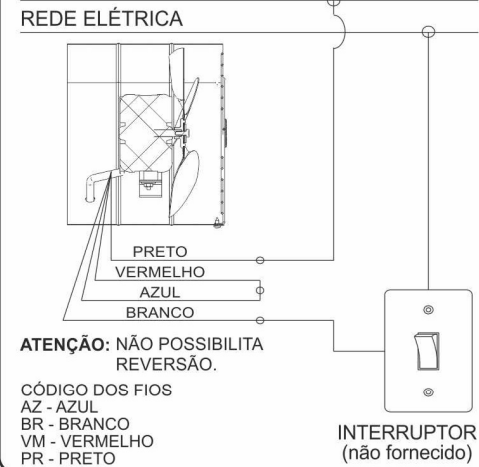 REDE ELÉTRICA
PRETO
VERMELHO
AZUL
BRANCO
ATENÇÃO: NÃO POSSIBILITA
REVERSÃO.
CÓDIGO DOS FIOS
AZ - AZUL
BR - BRANCO
VM - VERMELHO
PR - PRETO
INTERRUPTOR
(não fornecido)